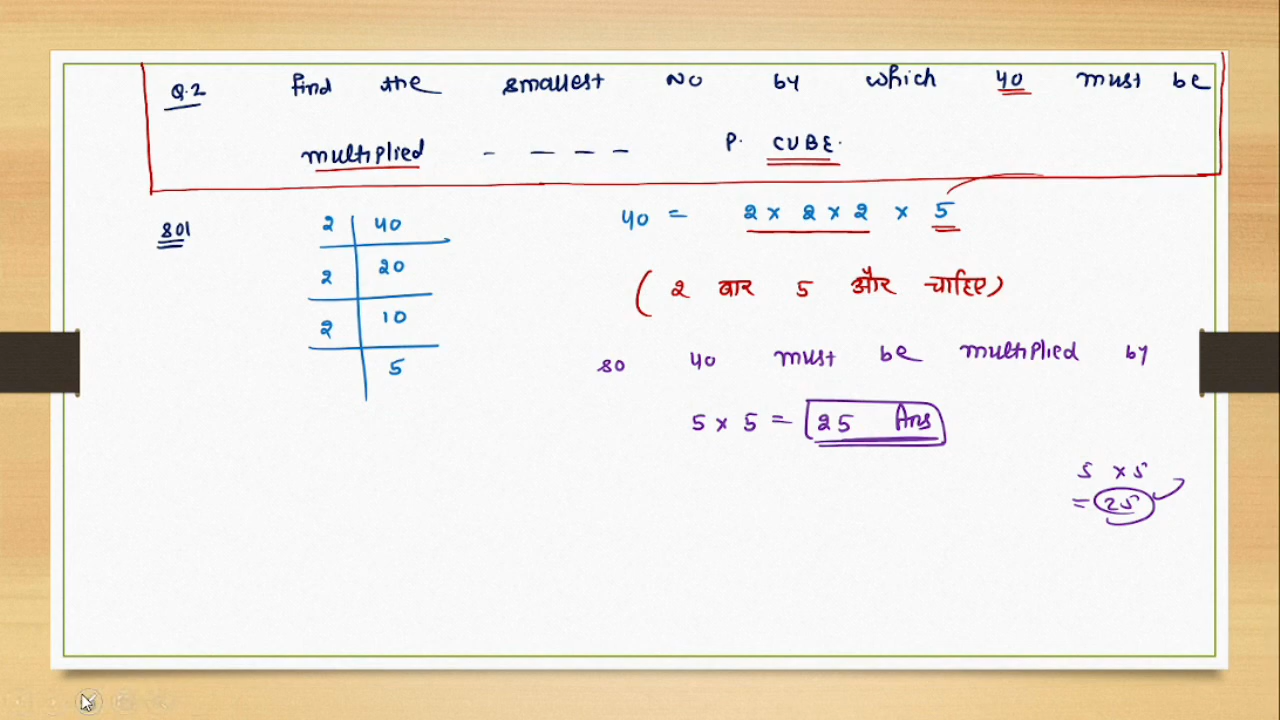 Q.2 find the smallest No by which 40 must be
multiplied - - - - P. CUBE.
Sol
2 | 40
2 | 20
2 | 10
5
40 = 2 × 2 × 2 × 5
( 2 बार 5 और चाहिए)
so 40 must be multiplied by
5 × 5 = 25 Ans
5 × 5
= 25